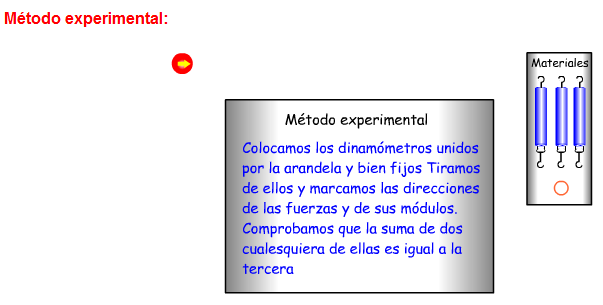 Método experimental:
Materiales
Método experimental
Colocamos los dinamómetros unidos
por la arandela y bien fijos Tiramos
de ellos y marcamos las direcciones
de las fuerzas y de sus módulos.
Comprobamos que la suma de dos
cualesquiera de ellas es igual a la
tercera